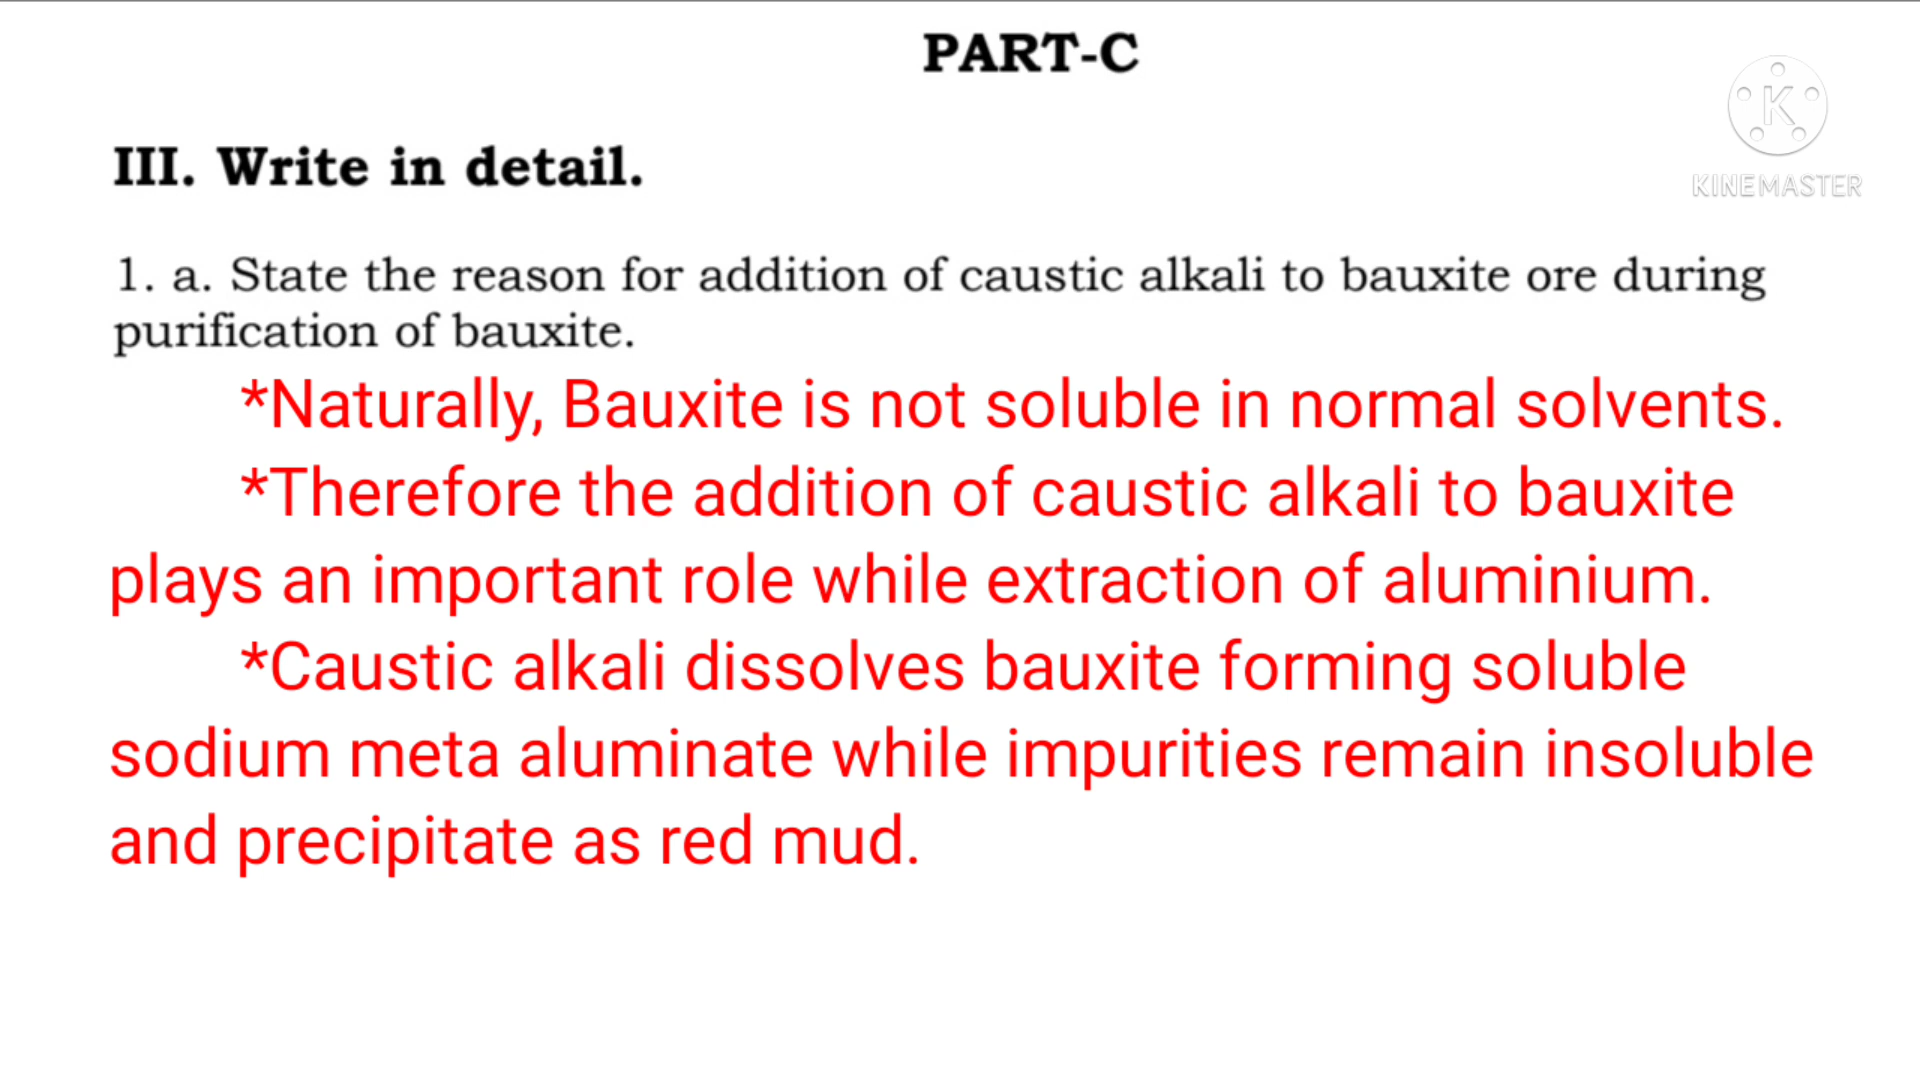 PART-C
K
KINEMASTER
III. Write in detail.
1. a. State the reason for addition of caustic alkali to bauxite ore during
purification of bauxite.
*Naturally, Bauxite is not soluble in normal solvents.
*Therefore the addition of caustic alkali to bauxite
plays an important role while extraction of aluminium.
*Caustic alkali dissolves bauxite forming soluble
sodium meta aluminate while impurities remain insoluble
and precipitate as red mud.